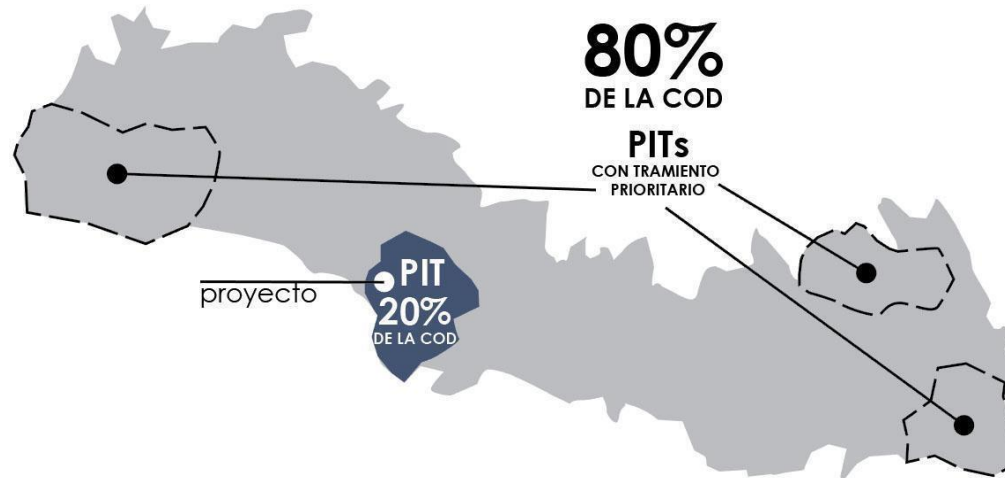 80%
DE LA COD
PITs
CON TRAMIENTO
PRIORITARIO
proyecto
PIT
20%
DE LA COD